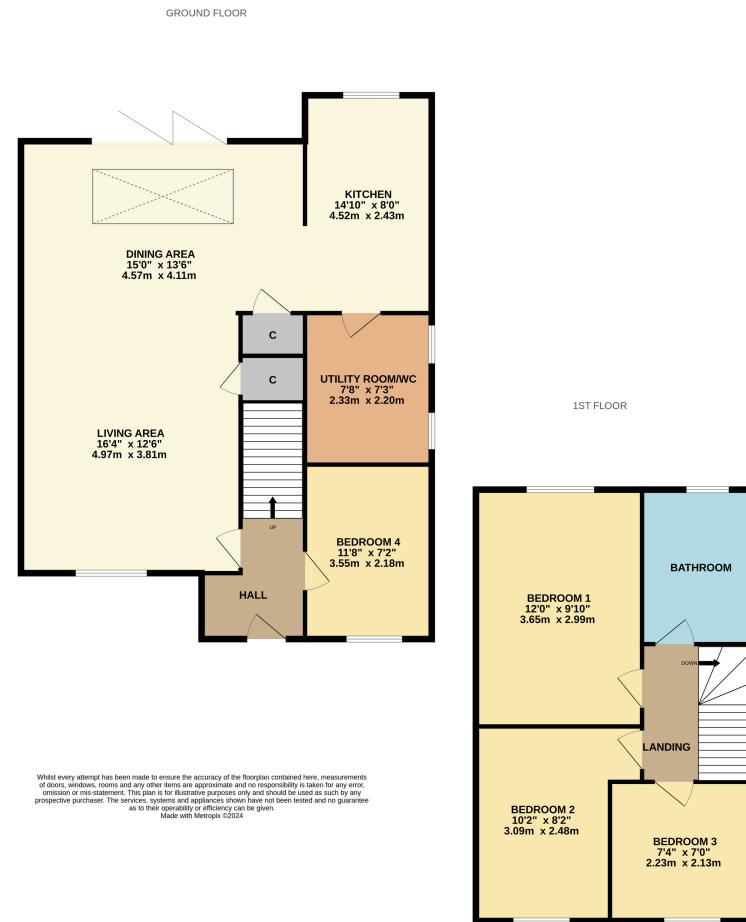 GROUND FLOOR
KITCHEN
14'10" x 8'0"
4.52m x 2.43m
DINING AREA
15'0" x 13'6"
4.57m x 4.11m
C
C
UTILITY ROOM/WC
7'8" x 7'3"
2.33m x 2.20m
LIVING AREA
16'4" x 12'6"
4.97m x 3.81m
UP
BEDROOM 4
11'8" x 7'2"
3.55m x 2.18m
HALL
1ST FLOOR
BATHROOM
BEDROOM 1
12'0" x 9'10"
3.65m x 2.99m
DOWN
LANDING
BEDROOM 2
10'2" x 8'2"
3.09m x 2.48m
BEDROOM 3
7'4" x 7'0"
2.23m x 2.13m
Whilst every attempt has been made to ensure the accuracy of the floorplan contained here, measurements
of doors, windows, rooms and any other items are approximate and no responsibility is taken for any error,
omission or mis-statement. This plan is for illustrative purposes only and should be used as such by any
prospective purchaser. The services, systems and appliances shown have not been tested and no guarantee
as to their operability or efficiency can be given.
Made with Metropix ©2024